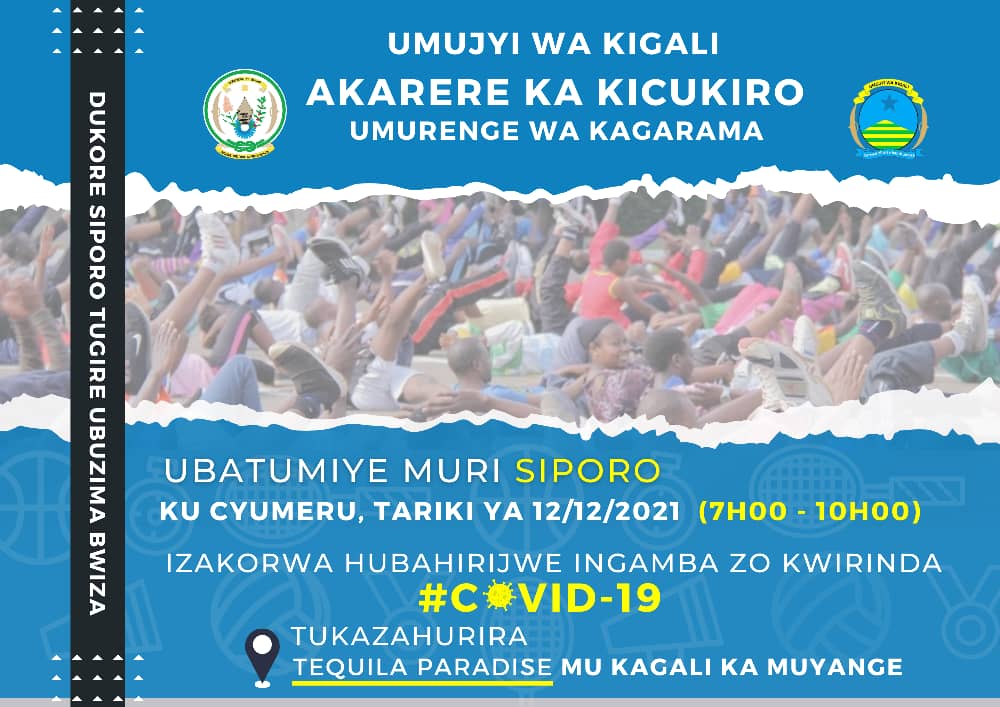 UMUJYI WA KIGALI
AKARERE KA KICUKIRO
UMURENGE WA KAGARAMA
DUKORE SIPORO TUGIRE UBUZIMA BWIZA
UBATUMIYE MURI SIPORO
KU CYUMERU, TARIKI YA 12/12/2021 (7H00 - 10H00)
IZAKORWA HUBAHIRIJWE INGAMBA ZO KWIRINDA
#COVID-19
TUKAZAHURIRA
TEQUILA PARADISE MU KAGALI KA MUYANGE